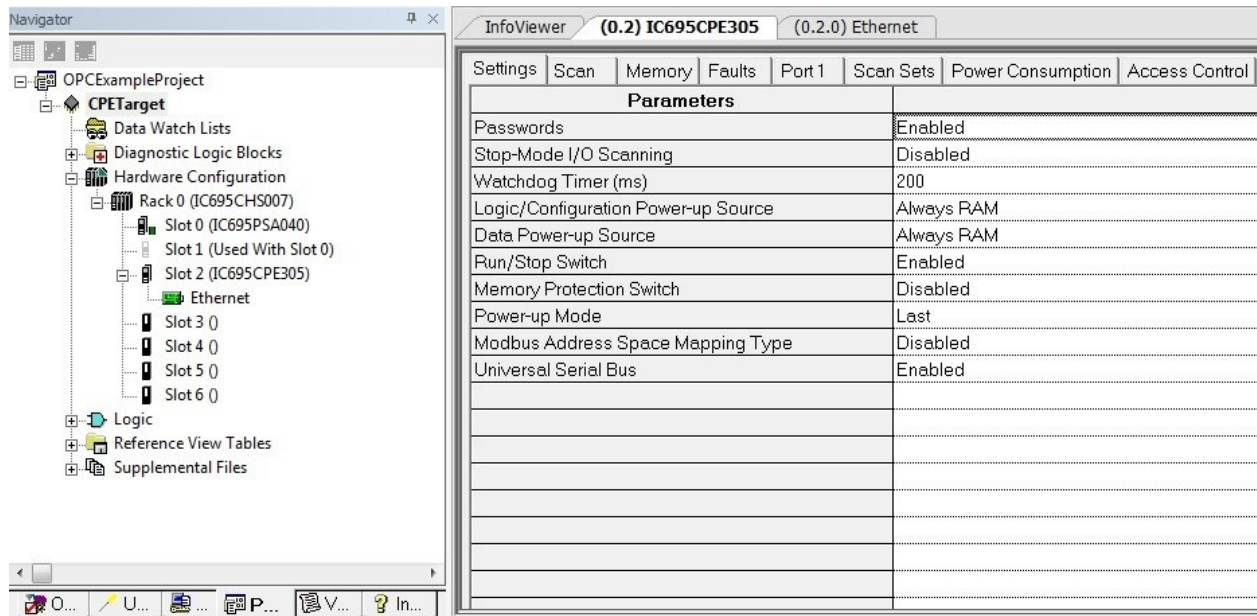 Navigator
OPCExampleProject
CPETarget
Data Watch Lists
Diagnostic Logic Blocks
Hardware Configuration
Rack 0 (IC695CHS007)
Slot 0 (IC695PSA040)
Slot 1 (Used With Slot 0)
Slot 2 (IC695CPE305)
Ethernet
Slot 3 ()
Slot 4 ()
Slot 5 ()
Slot 6 ()
Logic
Reference View Tables
Supplemental Files
O... U... ... P... V... In...
InfoViewer (0.2) IC695CPE305 (0.2.0) Ethernet
Settings Scan Memory Faults Port 1 Scan Sets Power Consumption Access Control
Parameters
Passwords Enabled
Stop-Mode I/O Scanning Disabled
Watchdog Timer (ms) 200
Logic/Configuration Power-up Source Always RAM
Data Power-up Source Always RAM
Run/Stop Switch Enabled
Memory Protection Switch Disabled
Power-up Mode Last
Modbus Address Space Mapping Type Disabled
Universal Serial Bus Enabled